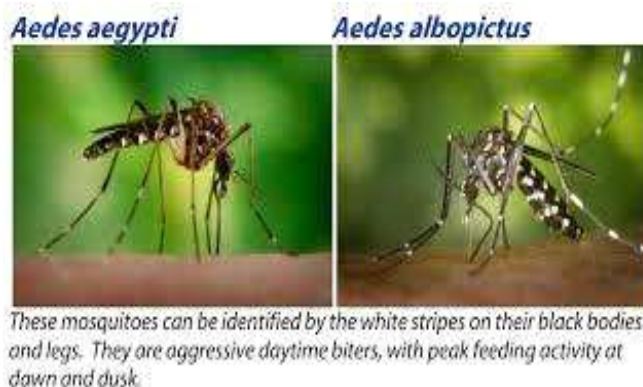 Aedes aegypti
Aedes albopictus
These mosquitoes can be identified by the white stripes on their black bodies
and legs. They are aggressive daytime biters, with peak feeding activity at
dawn and dusk.